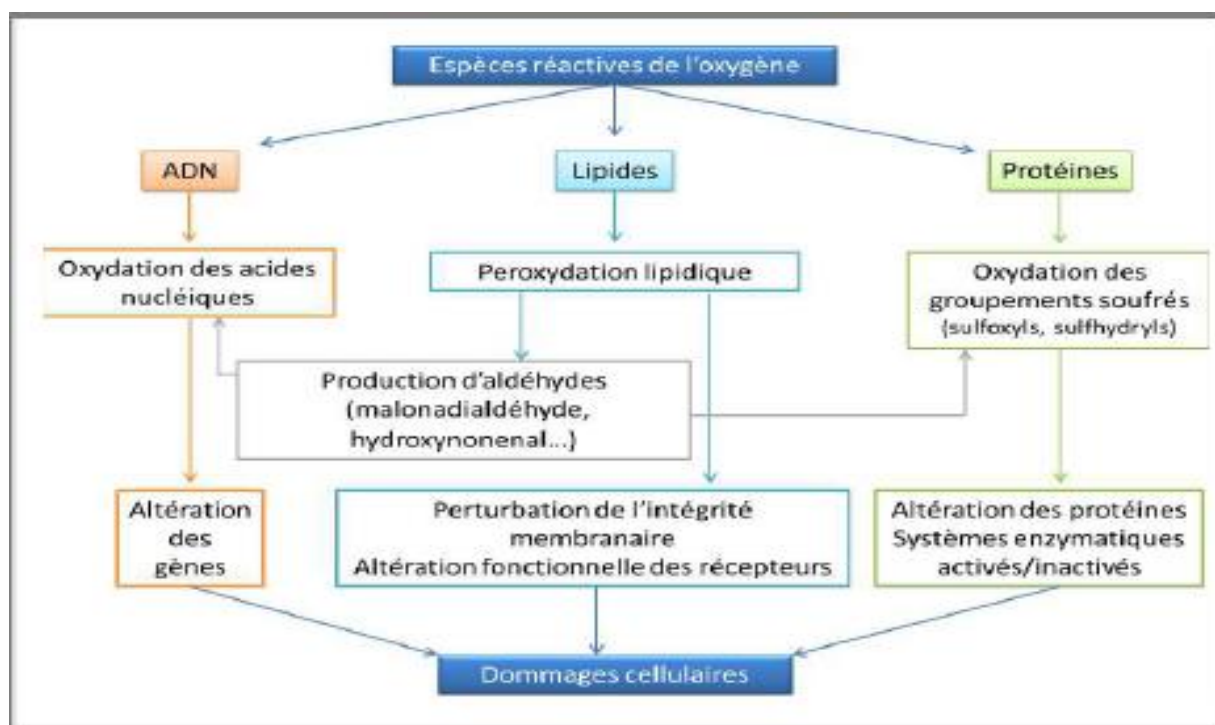 Espèces réactives de l'oxygène
ADN
Lipides
Protéines
Oxydation des acides
nucléiques
Peroxydation lipidique
Oxydation des
groupements soufrés
(sulfoxyls, sulfhydryls)
Production d'aldéhydes
(malonadialdéhyde,
hydroxynonenal...)
Altération
des
gènes
Perturbation de l'intégrité
membranaire
Altération fonctionnelle des récepteurs
Altération des protéines
Systèmes enzymatiques
activés/inactivés
Dommages cellulaires